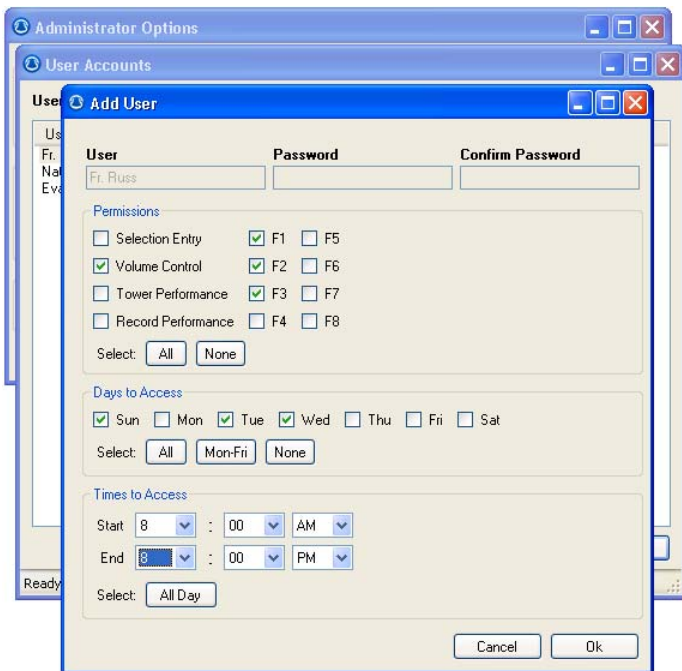 Administrator Options
User Accounts
User
Add User
Us
Fr.
Nat
Eva
User Password Confirm Password
Fr. Russ
Permissions
Selection Entry F1 F5
Volume Control F2 F6
Tower Performance F3 F7
Record Performance F4 F8
Select: All None
Days to Access
Sun Mon Tue Wed Thu Fri Sat
Select: All Mon-Fri None
Times to Access
Start 8 : 00 AM
End 8 : 00 PM
Select: All Day
Ready
Cancel Ok